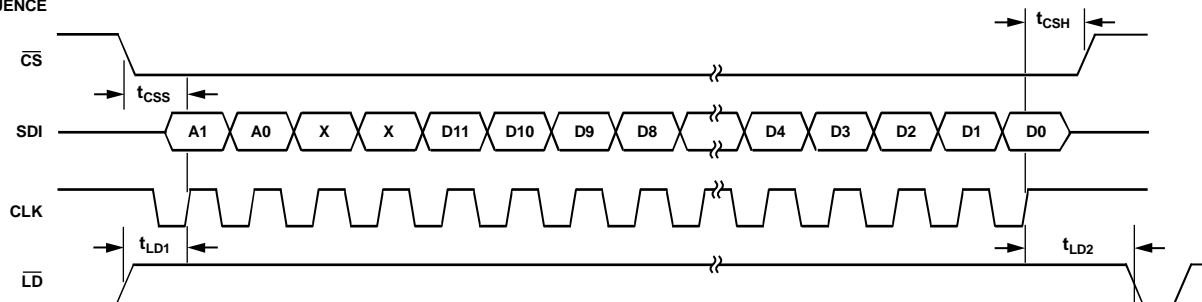 UENCE
tCSH
CS
tCSS
SDI A1 A0 X X D11 D10 D9 D8 D4 D3 D2 D1 D0
CLK
tLD1 tLD2
LD